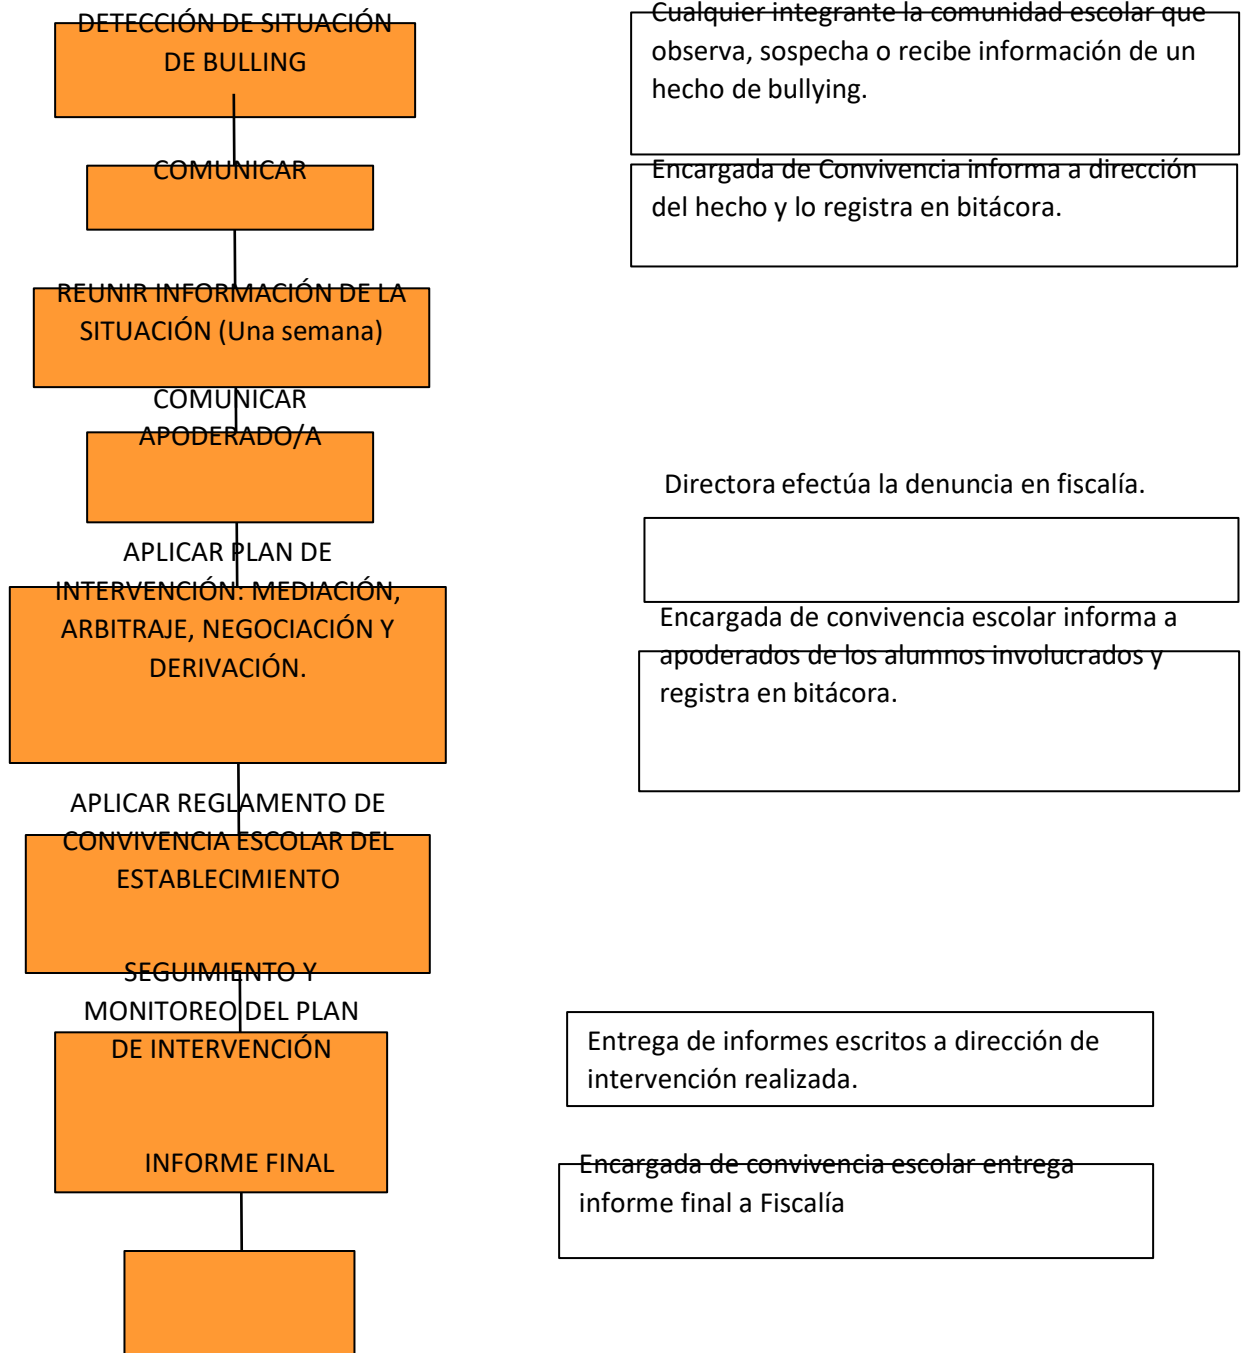 DETECCIÓN DE SITUACIÓN
DE BULLING
Cualquier integrante la comunidad escolar que
observa, sospecha o recibe información de un
hecho de bullying.
COMUNICAR
Encargada de Convivencia informa a dirección
del hecho y lo registra en bitácora.
REUNIR INFORMACIÓN DE LA
SITUACIÓN (Una semana)
COMUNICAR
APODERADO/A
Directora efectúa la denuncia en fiscalía.
APLICAR PLAN DE
INTERVENCIÓN: MEDIACIÓN,
ARBITRAJE, NEGOCIACIÓN Y
DERIVACIÓN.
Encargada de convivencia escolar informa a
apoderados de los alumnos involucrados y
registra en bitácora.
APLICAR REGLAMENTO DE
CONVIVENCIA ESCOLAR DEL
ESTABLECIMIENTO
SEGUIMIENTO Y
MONITOREO DEL PLAN
DE INTERVENCIÓN
Entrega de informes escritos a dirección de
intervención realizada.
INFORME FINAL
Encargada de convivencia escolar entrega
informe final a Fiscalía